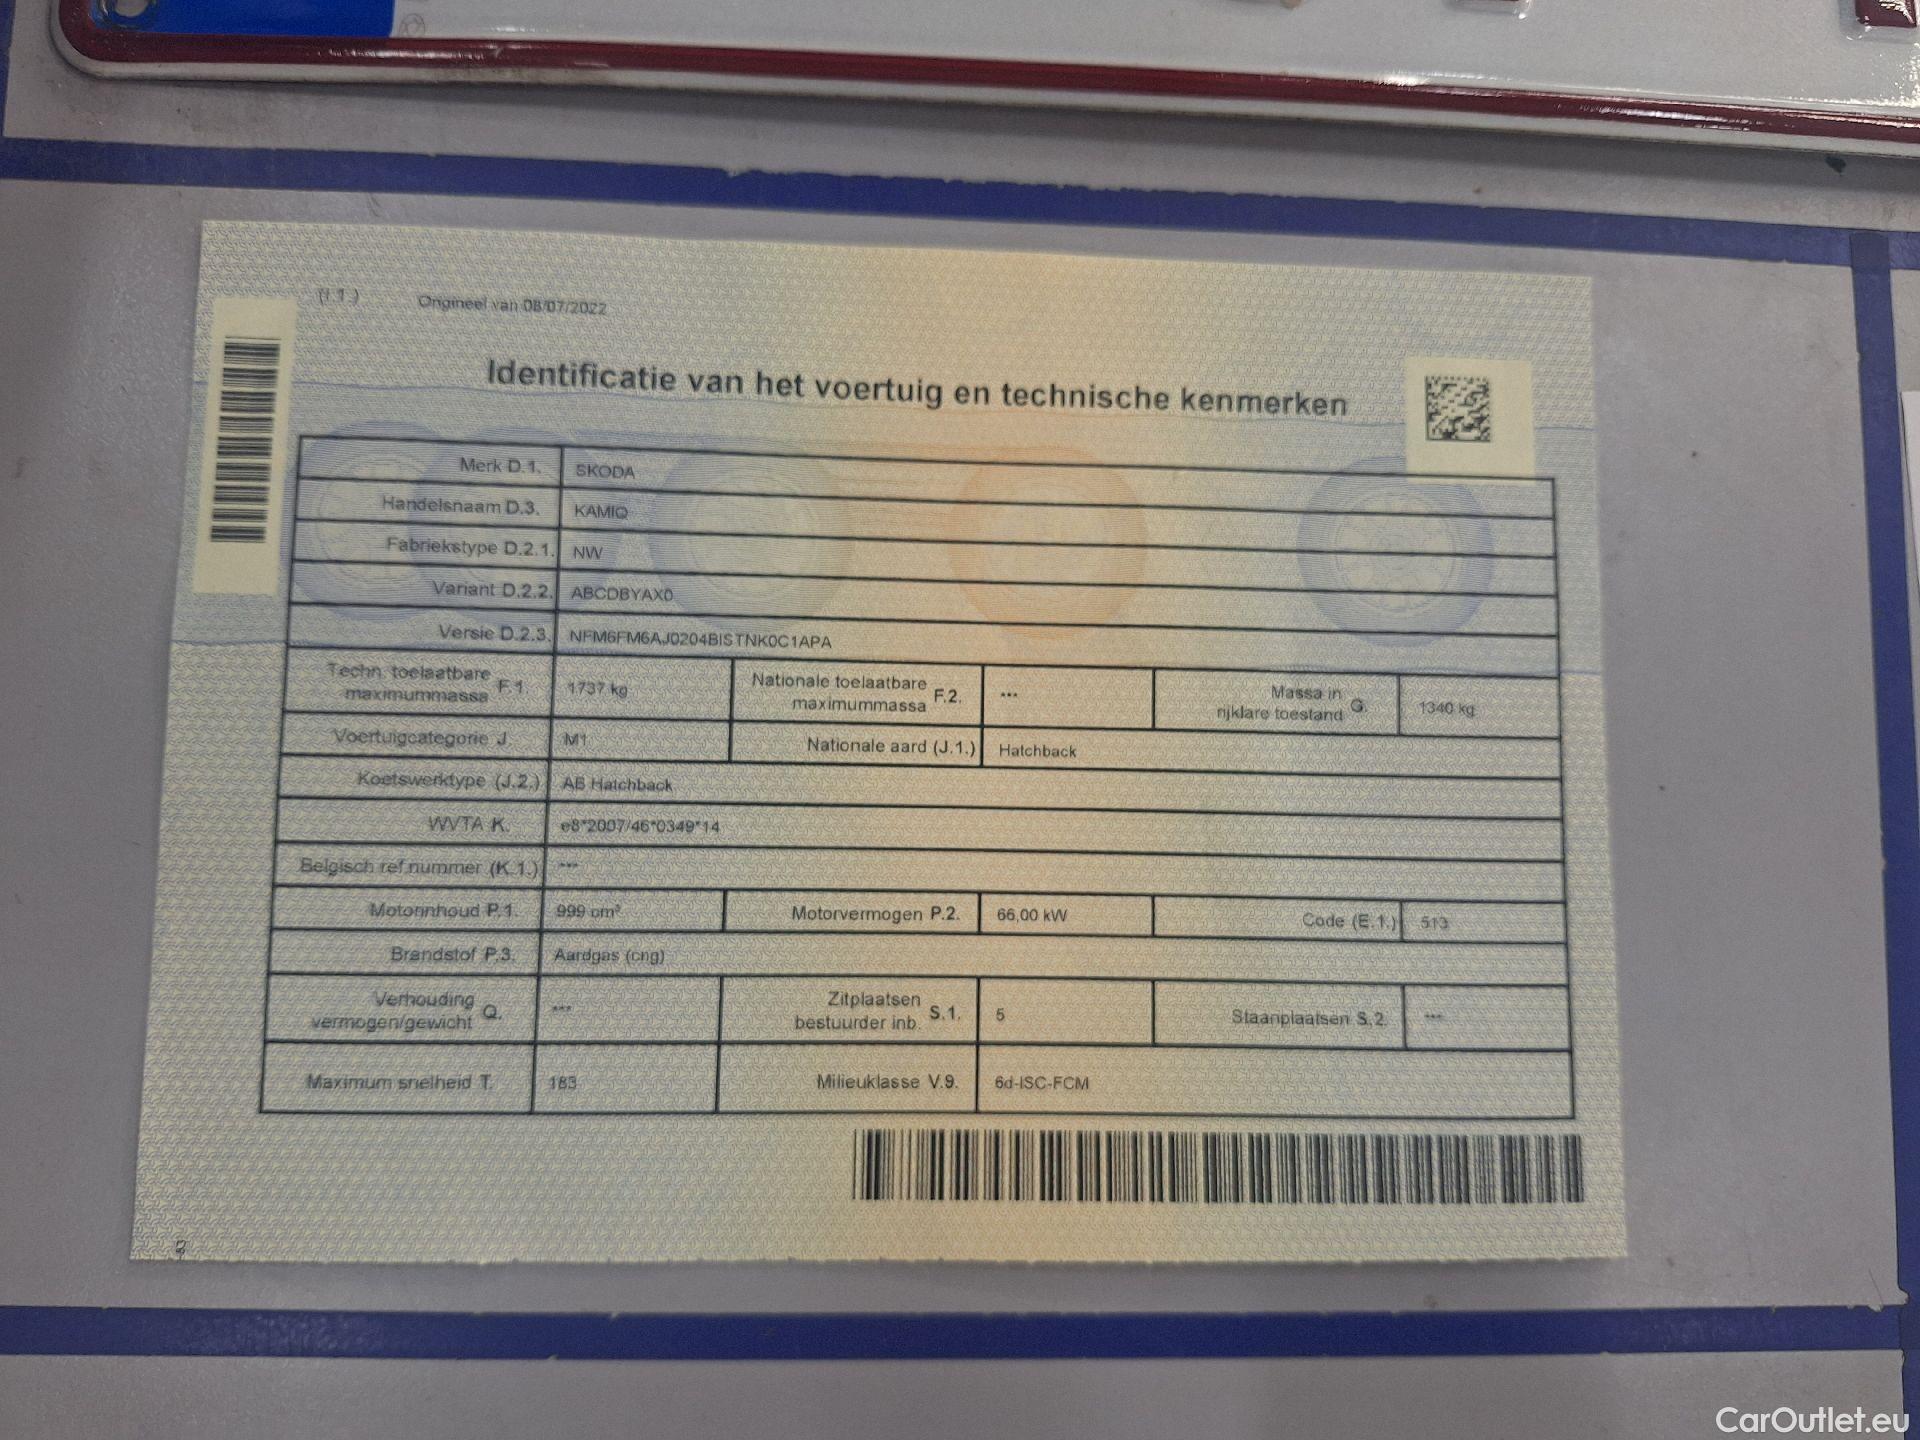 (I.1.) Origineel van 08/07/2022
Identificatie van het voertuig en technische kenmerken
Merk D.1. SKODA
Handelsnaam D.3. KAMIQ
Fabriekstype D.2.1. NW
Variant D.2.2. ABCDBYAX0
Versie D.2.3. NFM6FM6AJ0204BISTNK0C1APA
Techn. toelaatbare maximummassa F.1. 1737 kg Nationale toelaatbare maximummassa F.2. *** Massa in rijklare toestand G. 1340 kg
Voertuigcategorie J. M1 Nationale aard (J.1.) Hatchback
Koetswerktype (J.2.) AB Hatchback
WVTA K. e8*2007/46*0349*14
Belgisch ref.nummer (K.1.) ***
Motorinhoud P.1. 999 cm³ Motorvermogen P.2. 66,00 kW Code (E.1.) 513
Brandstof P.3. Aardgas (cng)
Verhouding vermogen/gewicht Q. *** Zitplaatsen bestuurder inb. S.1. 5 Staanplaatsen S.2. ***
Maximum snelheid T. 183 Milieuklasse V.9. 6d-ISC-FCM
CarOutlet.eu